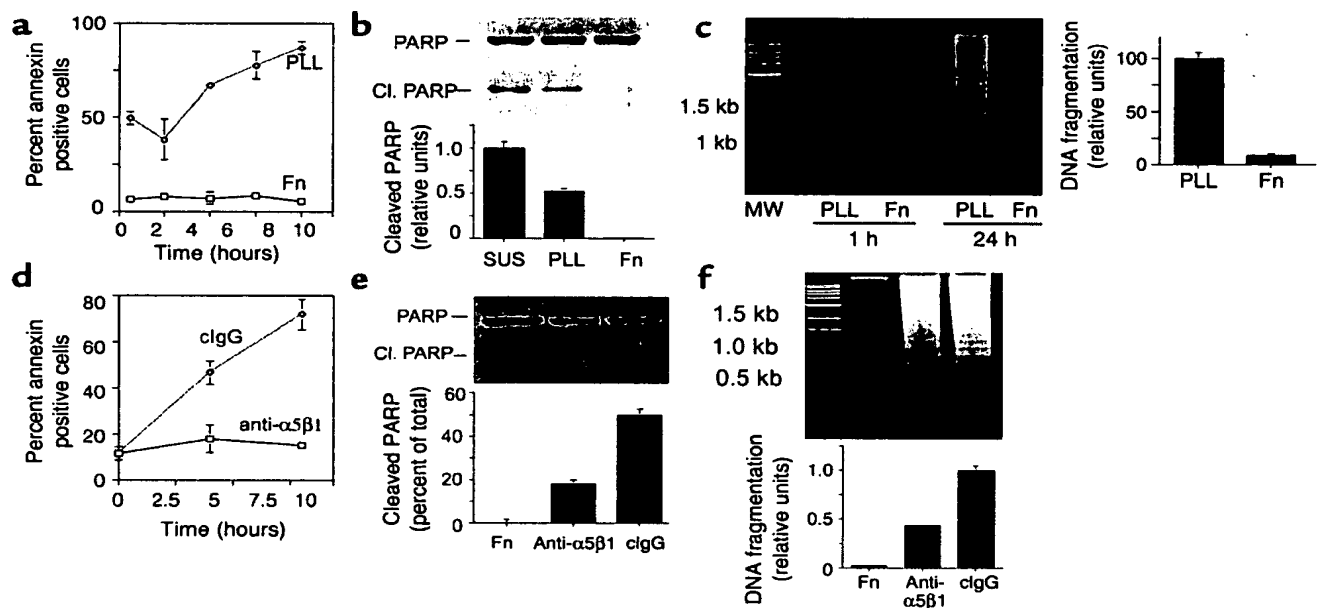 a
Percent annexin
positive cells
100
50
0
PLL
Fn
0 2 4 6 8 10
Time (hours)
b
PARP
Cl. PARP
Cleaved PARP
(relative units)
1.0
0.5
0
SUS PLL Fn
c
1.5 kb
1 kb
MW
PLL Fn PLL Fn
1 h 24 h
DNA fragmentation
(relative units)
100
50
0
PLL Fn
d
Percent annexin
positive cells
80
60
40
20
0
cIgG
anti-α5β1
0 2.5 5 7.5 10
Time (hours)
e
PARP
Cl. PARP
Cleaved PARP
(percent of total)
60
40
20
0
Fn Anti-α5β1 cIgG
f
1.5 kb
1.0 kb
0.5 kb
DNA fragmentation
(relative units)
1.0
0.5
0
Fn Anti-
α5β1 cIgG